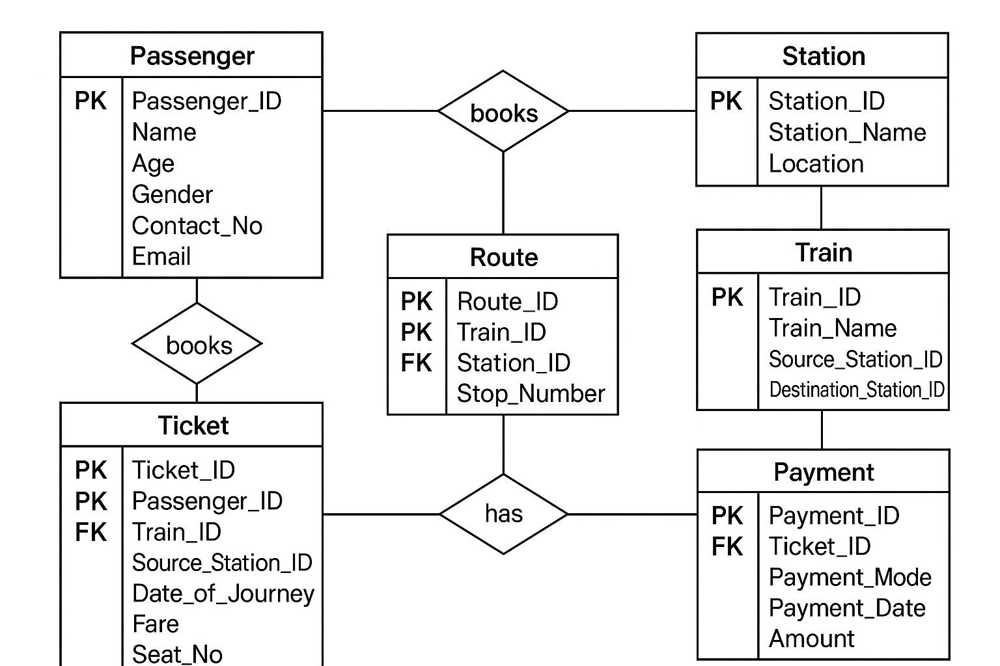 Passenger
PK Passenger_ID
Name
Age
Gender
Contact_No
Email
books
Station
PK Station_ID
Station_Name
Location
Route
PK Route_ID
PK Train_ID
FK Station_ID
Stop_Number
Train
PK Train_ID
Train_Name
Source_Station_ID
Destination_Station_ID
books
Ticket
PK Ticket_ID
PK Passenger_ID
FK Train_ID
Source_Station_ID
Date_of_Journey
Fare
Seat_No
has
Payment
PK Payment_ID
FK Ticket_ID
Payment_Mode
Payment_Date
Amount